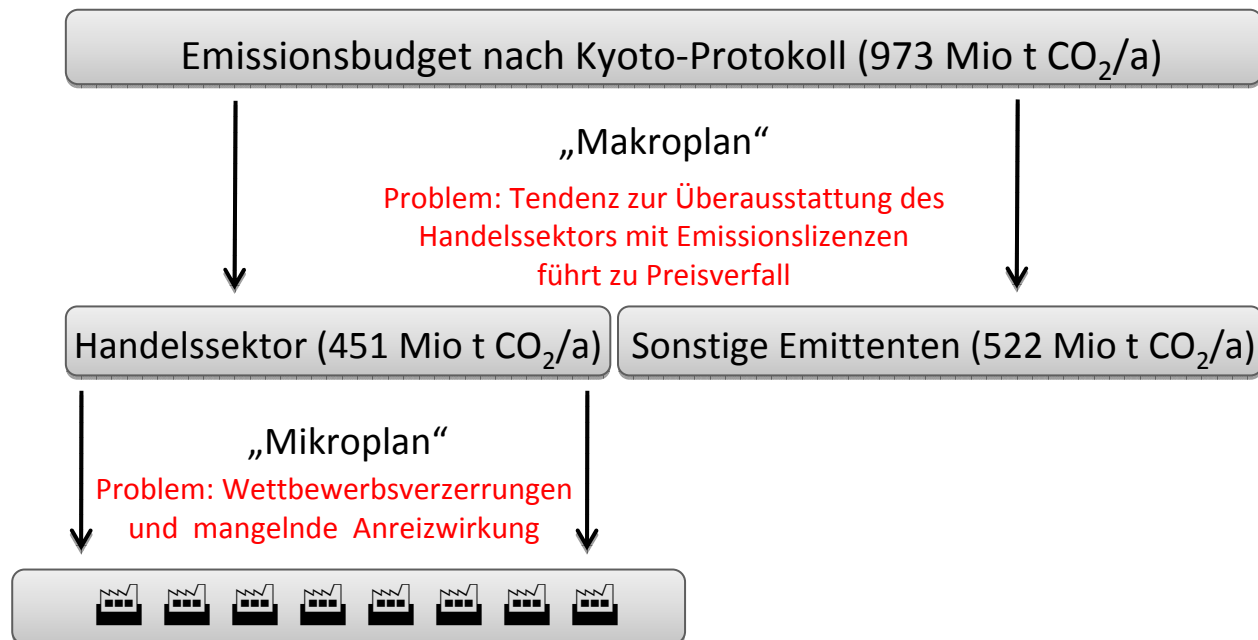 Emissionsbudget nach Kyoto-Protokoll (973 Mio t CO₂/a)
„Makroplan“
Problem: Tendenz zur Überausstattung des
Handelssektors mit Emissionslizenzen
führt zu Preisverfall
Handelssektor (451 Mio t CO₂/a)
Sonstige Emittenten (522 Mio t CO₂/a)
„Mikroplan“
Problem: Wettbewerbsverzerrungen
und mangelnde Anreizwirkung